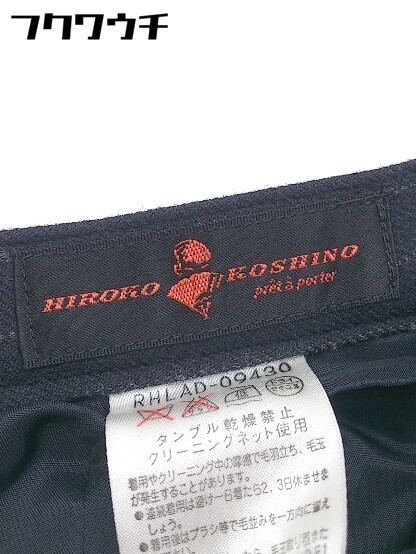 フクワウチ
HIROKO KOSHINO
prêt à porter
RHLAD-09430
タンブル乾燥禁止
クリーニングネット使用
着用やクリーニング中の摩擦で毛羽立ち、毛玉
が発生することがあります。
●連続着用は避け一日着たら2、3日休ませま
しょう。
●着用後はブラシ等で毛並みを一方向に揃え
ましょう。